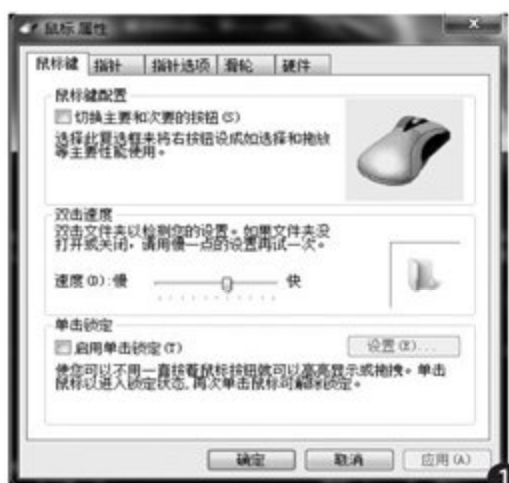 鼠标 属性
鼠标键
指针
指针选项
滑轮
硬件
鼠标键配置
切换主要和次要的按钮(S)
选择此复选框来将右按钮设成如选择和拖放
等主要性能使用。
双击速度
双击文件夹以检测您的设置。如果文件夹没
打开或关闭，请用慢一点的设置再试一次。
速度(D):慢
快
单击锁定
启用单击锁定(T)
设置(E)...
使您可以不用一直按着鼠标按钮就可以高亮显示或拖拽。单击
鼠标以进入锁定状态,再次单击鼠标可解除锁定。
确定
取消
应用(A)
1